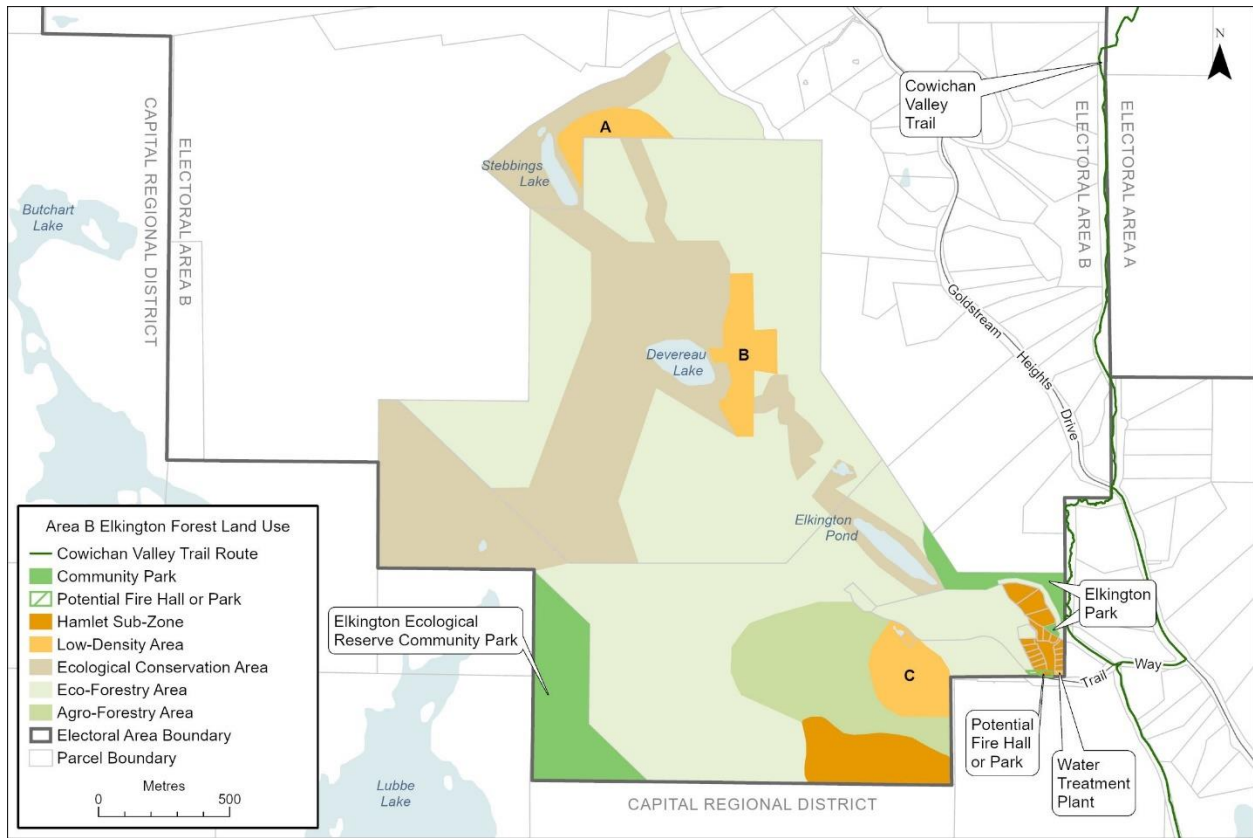 N
Cowichan
Valley
Trail
CAPITAL REGIONAL DISTRICT
ELECTORAL AREA B
ELECTORAL AREA B
ELECTORAL AREA A
A
Stebbings
Lake
Butchart
Lake
Goldstream Heights Drive
Devereau
Lake
B
Elkington
Pond
Elkington
Park
Elkington Ecological
Reserve Community Park
C
Trail Way
Potential
Fire Hall
or Park
Water
Treatment
Plant
Lubbe
Lake
CAPITAL REGIONAL DISTRICT
Area B Elkington Forest Land Use
Cowichan Valley Trail Route
Community Park
Potential Fire Hall or Park
Hamlet Sub-Zone
Low-Density Area
Ecological Conservation Area
Eco-Forestry Area
Agro-Forestry Area
Electoral Area Boundary
Parcel Boundary
Metres
0 500